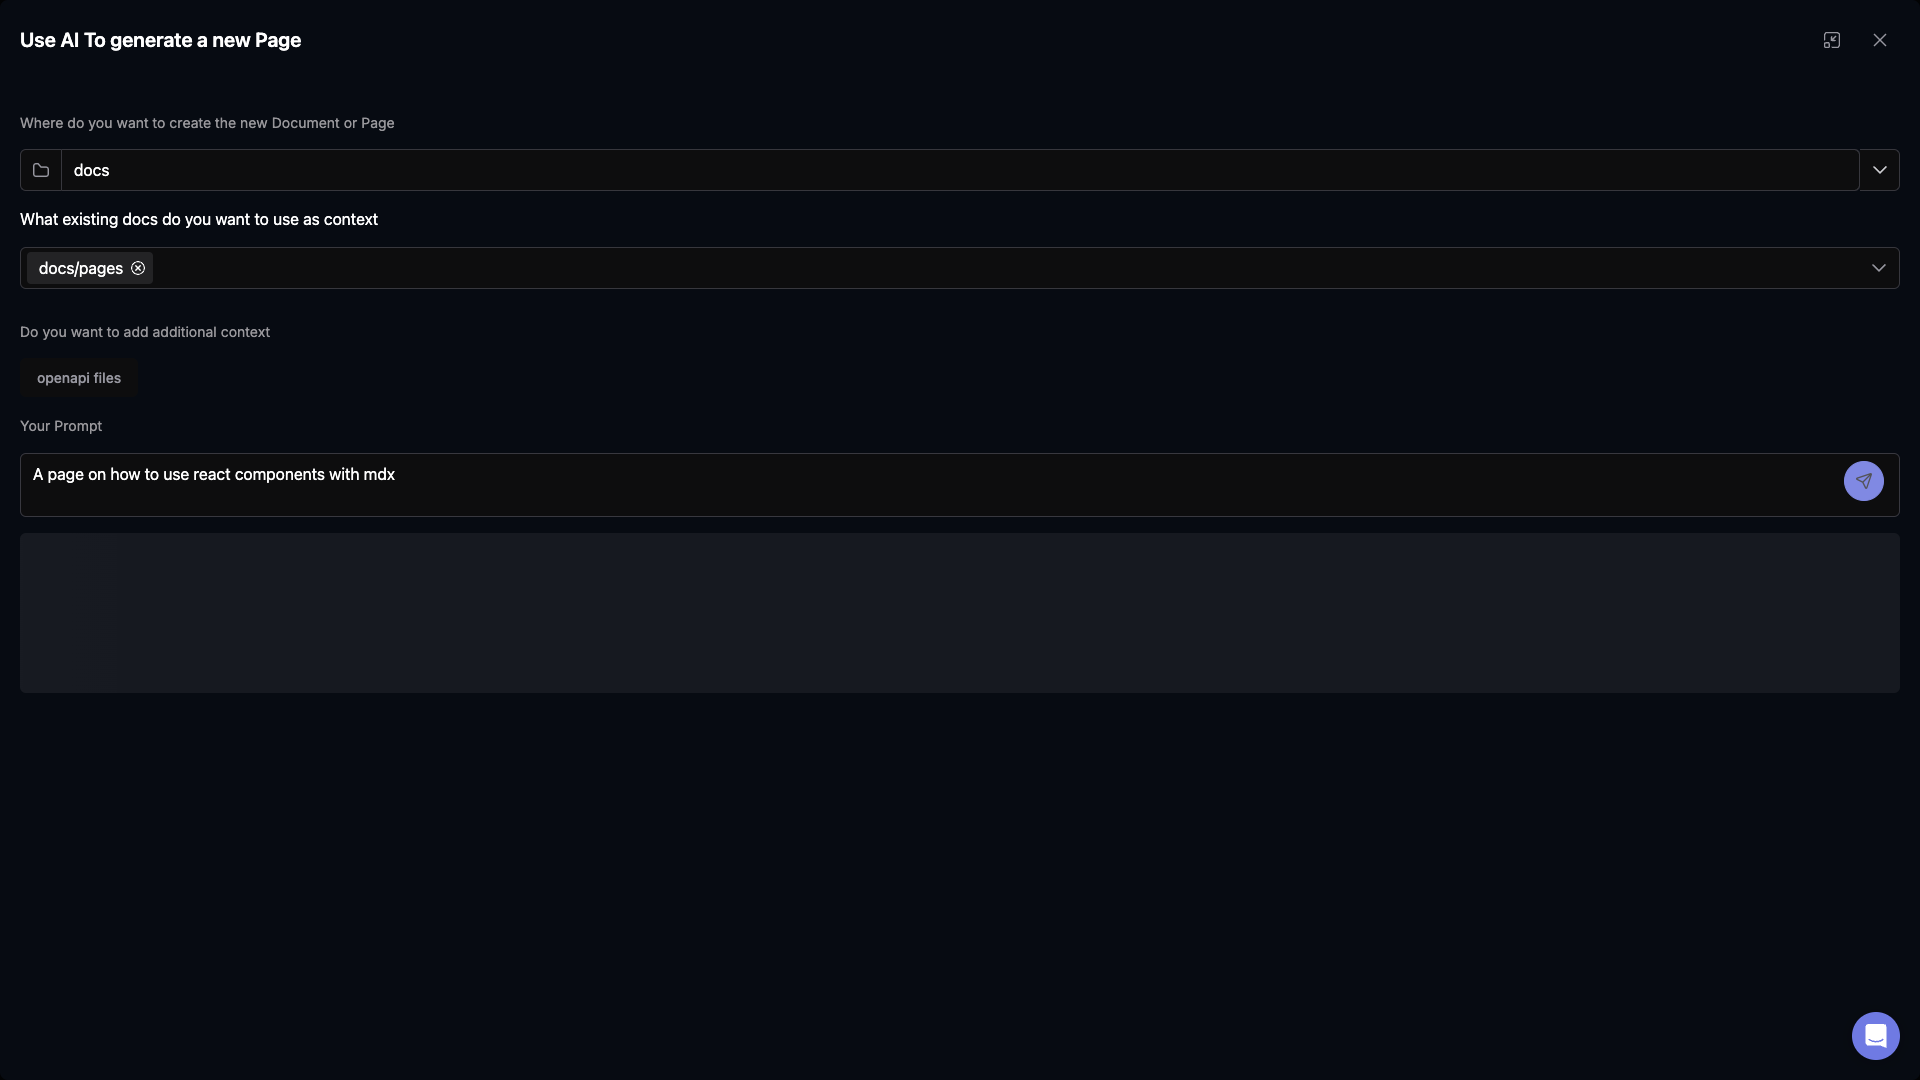 Use AI To generate a new Page
Where do you want to create the new Document or Page
docs
What existing docs do you want to use as context
docs/pages
Do you want to add additional context
openapi files
Your Prompt
A page on how to use react components with mdx